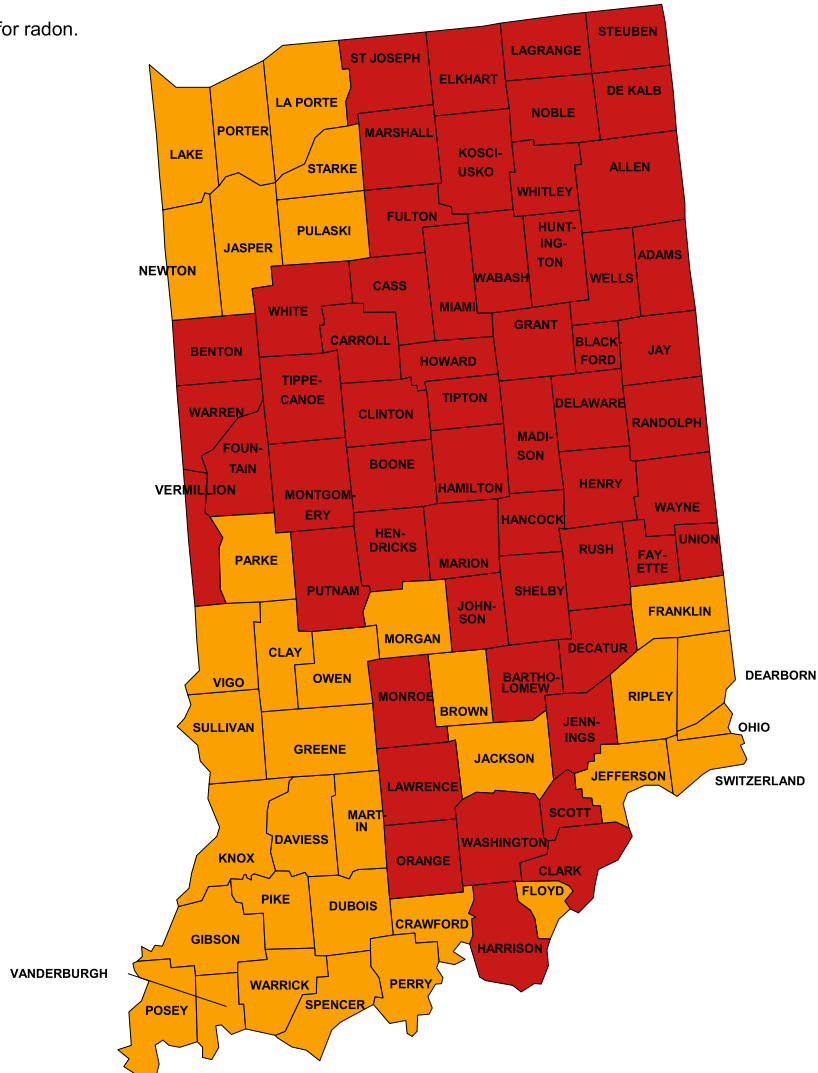 for radon.
STEUBEN
LAGRANGE
ST JOSEPH
ELKHART
DE KALB
LA PORTE
NOBLE
PORTER
MARSHALL
LAKE
KOSCI-
USKO
STARKE
ALLEN
WHITLEY
FULTON
PULASKI
HUNT-
ING-
TON
JASPER
ADAMS
NEWTON
WABASH
WELLS
CASS
MIAMI
WHITE
GRANT
CARROLL
BLACK-
FORD
BENTON
JAY
HOWARD
TIPPE-
CANOE
TIPTON
DELAWARE
WARREN
CLINTON
RANDOLPH
MADI-
SON
FOUN-
TAIN
BOONE
VERMILLION
HAMILTON
HENRY
MONTGOM-
ERY
WAYNE
HANCOCK
HEN-
DRICKS
UNION
RUSH
PARKE
MARION
FAY-
ETTE
PUTNAM
SHELBY
JOHN-
SON
FRANKLIN
MORGAN
DECATUR
CLAY
OWEN
DEARBORN
VIGO
BARTHO-
LOMEW
MONROE
RIPLEY
BROWN
SULLIVAN
JENN-
INGS
OHIO
GREENE
JACKSON
JEFFERSON
SWITZERLAND
LAWRENCE
MART-
IN
SCOTT
DAVIESS
WASHINGTON
KNOX
ORANGE
CLARK
FLOYD
PIKE
DUBOIS
CRAWFORD
GIBSON
HARRISON
VANDERBURGH
WARRICK
PERRY
SPENCER
POSEY